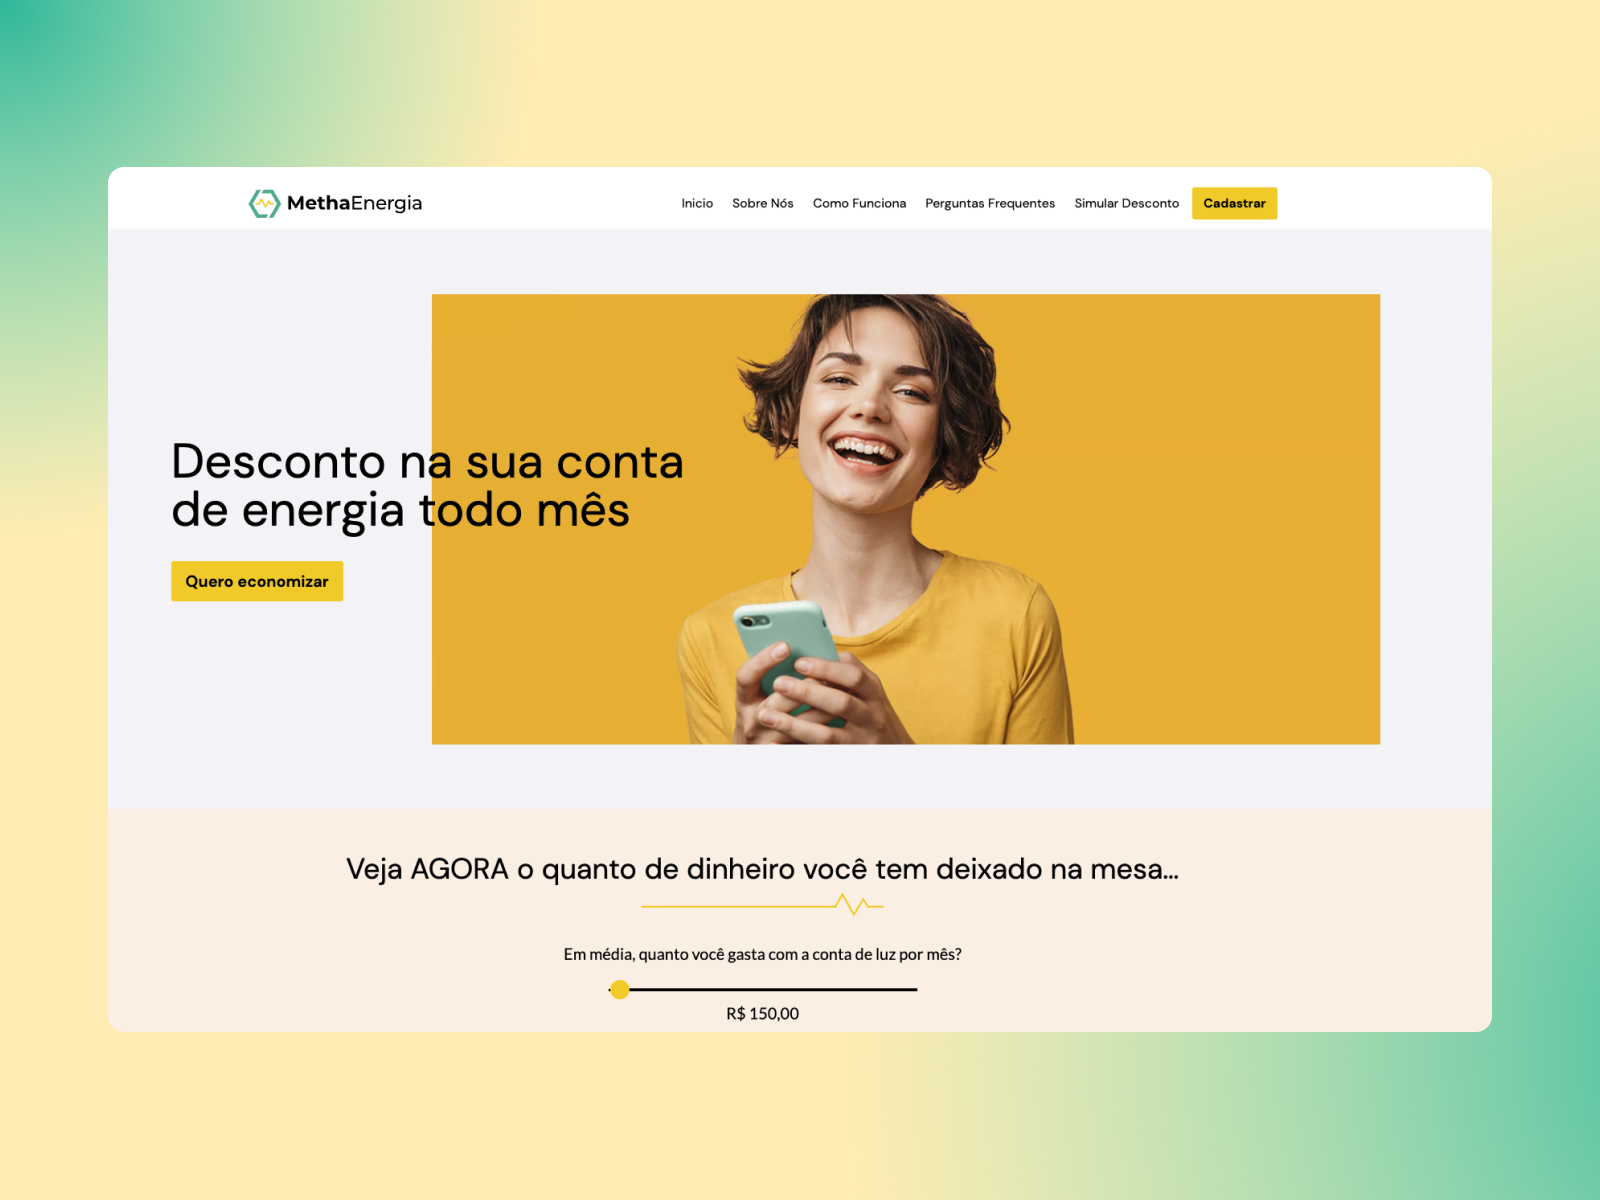 MethaEnergia
Inicio Sobre Nós Como Funciona Perguntas Frequentes Simular Desconto Cadastrar
Desconto na sua conta
de energia todo mês
Quero economizar
Veja AGORA o quanto de dinheiro você tem deixado na mesa...
Em média, quanto você gasta com a conta de luz por mês?
R$ 150,00